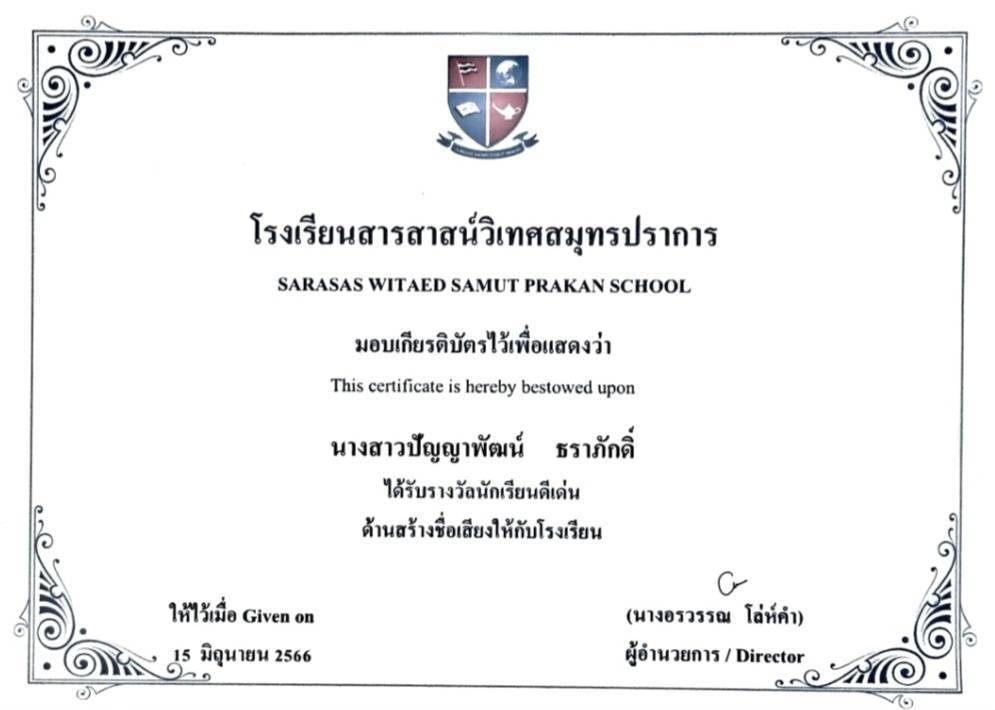 โรงเรียนสารสาสน์วิเทศสมุทรปราการ
SARASAS WITAED SAMUT PRAKAN SCHOOL
มอบเกียรติบัตรไว้เพื่อแสดงว่า
This certificate is hereby bestowed upon
นางสาวปัญญาพัฒน์ ธราภักดิ์
ได้รับรางวัลนักเรียนดีเด่น
ด้านสร้างชื่อเสียงให้กับโรงเรียน
ให้ไว้เมื่อ Given on
15 มิถุนายน 2566
(นางอรวรรณ โล่ห์คำ)
ผู้อำนวยการ / Director